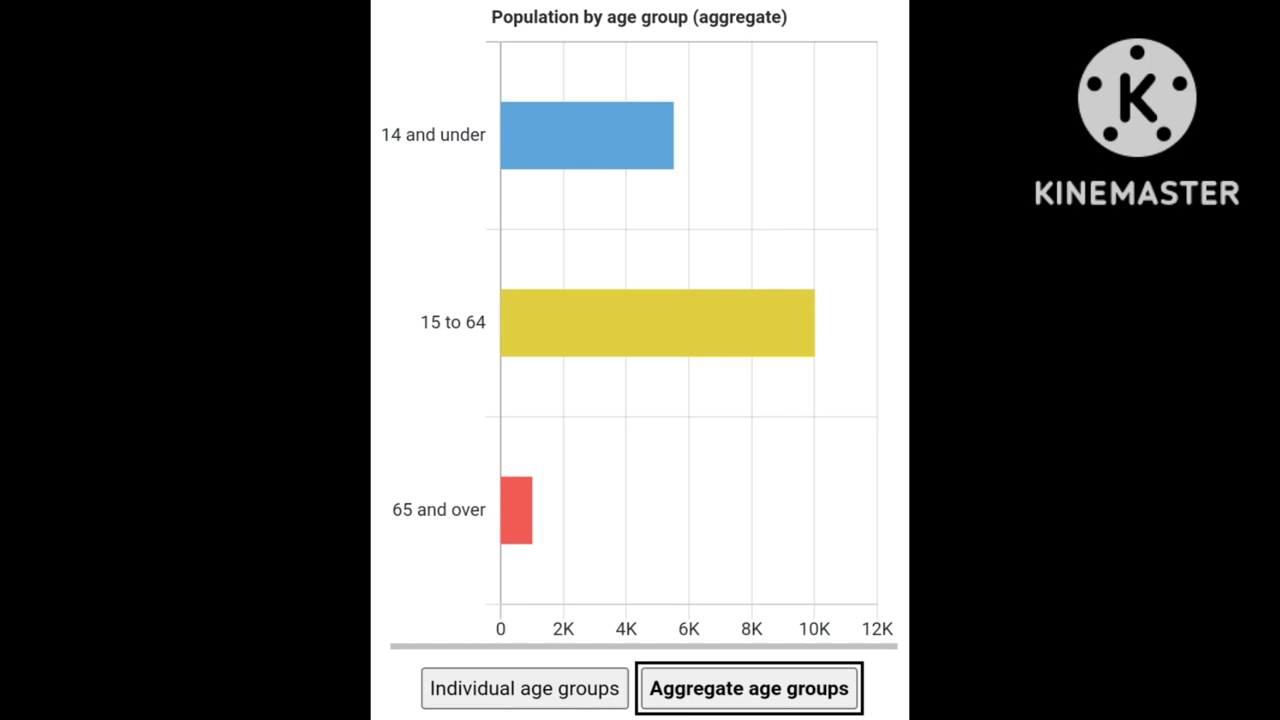 Population by age group (aggregate)
14 and under
15 to 64
65 and over
0 2K 4K 6K 8K 10K 12K
Individual age groups Aggregate age groups
K
KINEMASTER